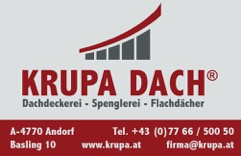 KRUPA DACH®
Dachdeckerei - Spenglerei - Flachdächer
A-4770 Andorf Tel. +43 (0)77 66 / 500 50
Basling 10 www.krupa.at firma@krupa.at